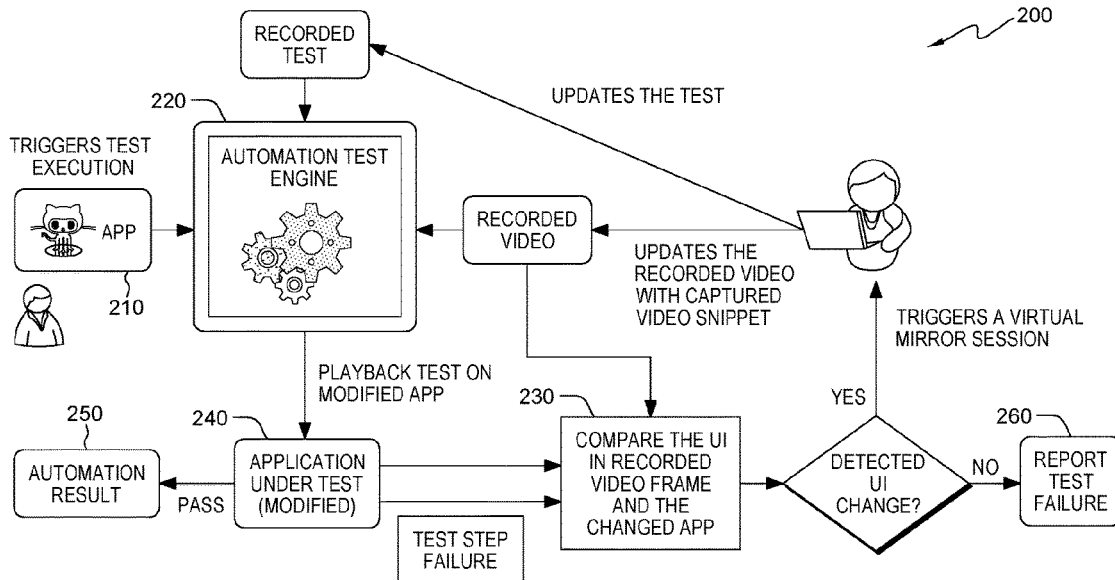 200
RECORDED
TEST
UPDATES THE TEST
220
TRIGGERS TEST
EXECUTION
AUTOMATION TEST
ENGINE
APP
RECORDED
VIDEO
210
UPDATES THE
RECORDED VIDEO
WITH CAPTURED
VIDEO SNIPPET
TRIGGERS A VIRTUAL
MIRROR SESSION
PLAYBACK TEST ON
MODIFIED APP
230
YES
250
240
260
AUTOMATION
RESULT
PASS
APPLICATION
UNDER TEST
(MODIFIED)
COMPARE THE UI
IN RECORDED
VIDEO FRAME
AND THE
CHANGED APP
DETECTED
UI
CHANGE?
NO
REPORT
TEST
FAILURE
TEST STEP
FAILURE